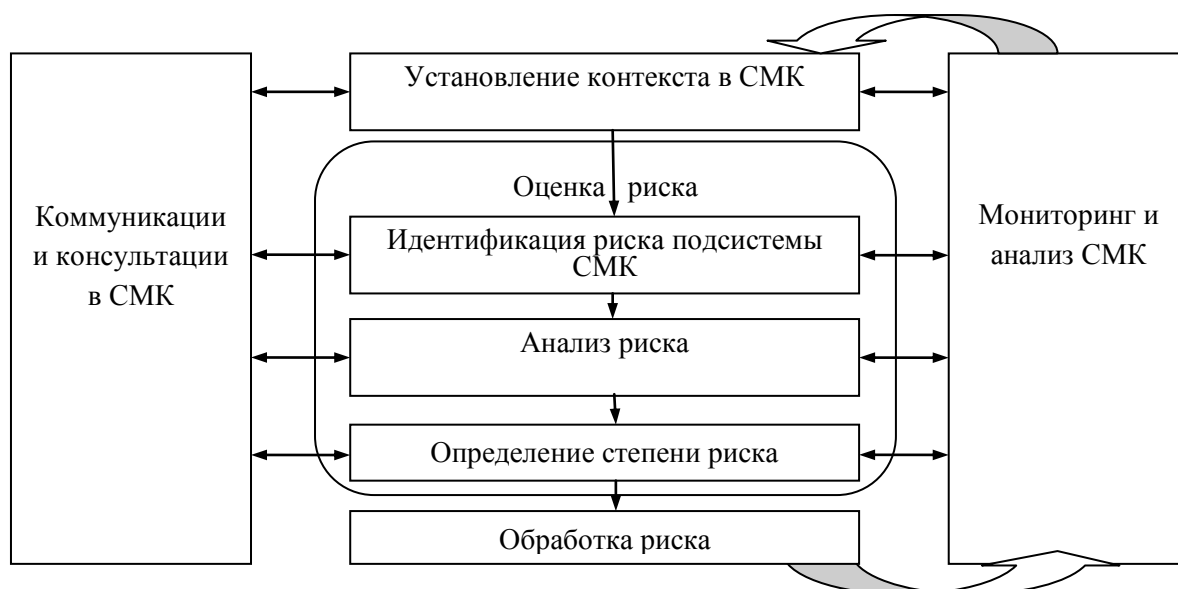 Установление контекста в СМК
Оценка риска
Коммуникации
и консультации
в СМК
Идентификация риска подсистемы
СМК
Мониторинг и
анализ СМК
Анализ риска
Определение степени риска
Обработка риска